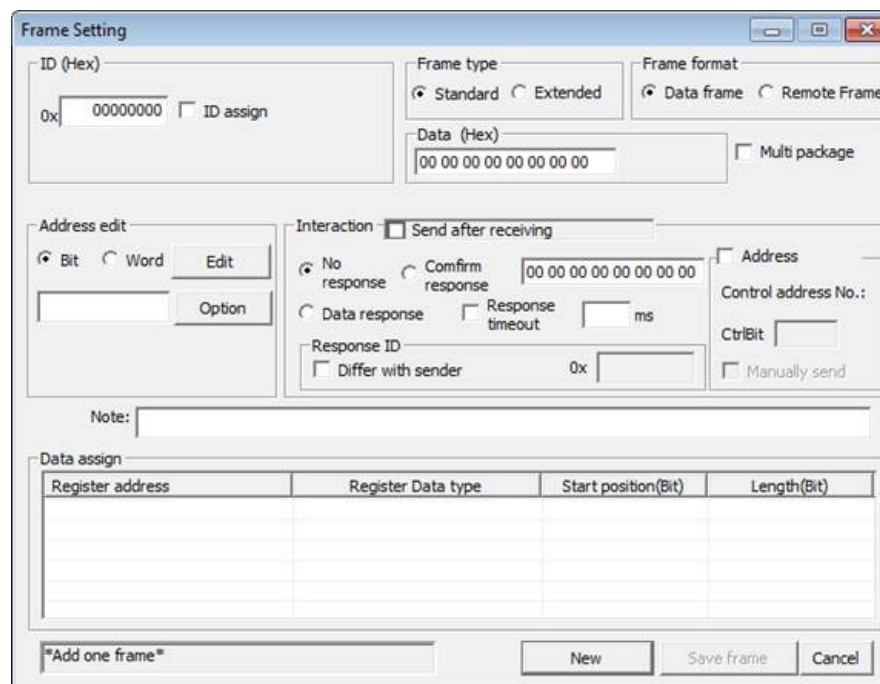 Frame Setting
ID (Hex)
0x 00000000 ID assign
Frame type
Standard Extended
Frame format
Data frame Remote Frame
Data (Hex)
00 00 00 00 00 00 00 00
Multi package
Address edit
Bit Word Edit
Option
Interaction Send after receiving
No response
Comfirm response
00 00 00 00 00 00 00 00
Data response
Response timeout
ms
Response ID
Differ with sender 0x
Address
Control address No.:
CtrlBit
Manually send
Note:
Data assign
Register address Register Data type Start position(Bit) Length(Bit)
*Add one frame* New Save frame Cancel